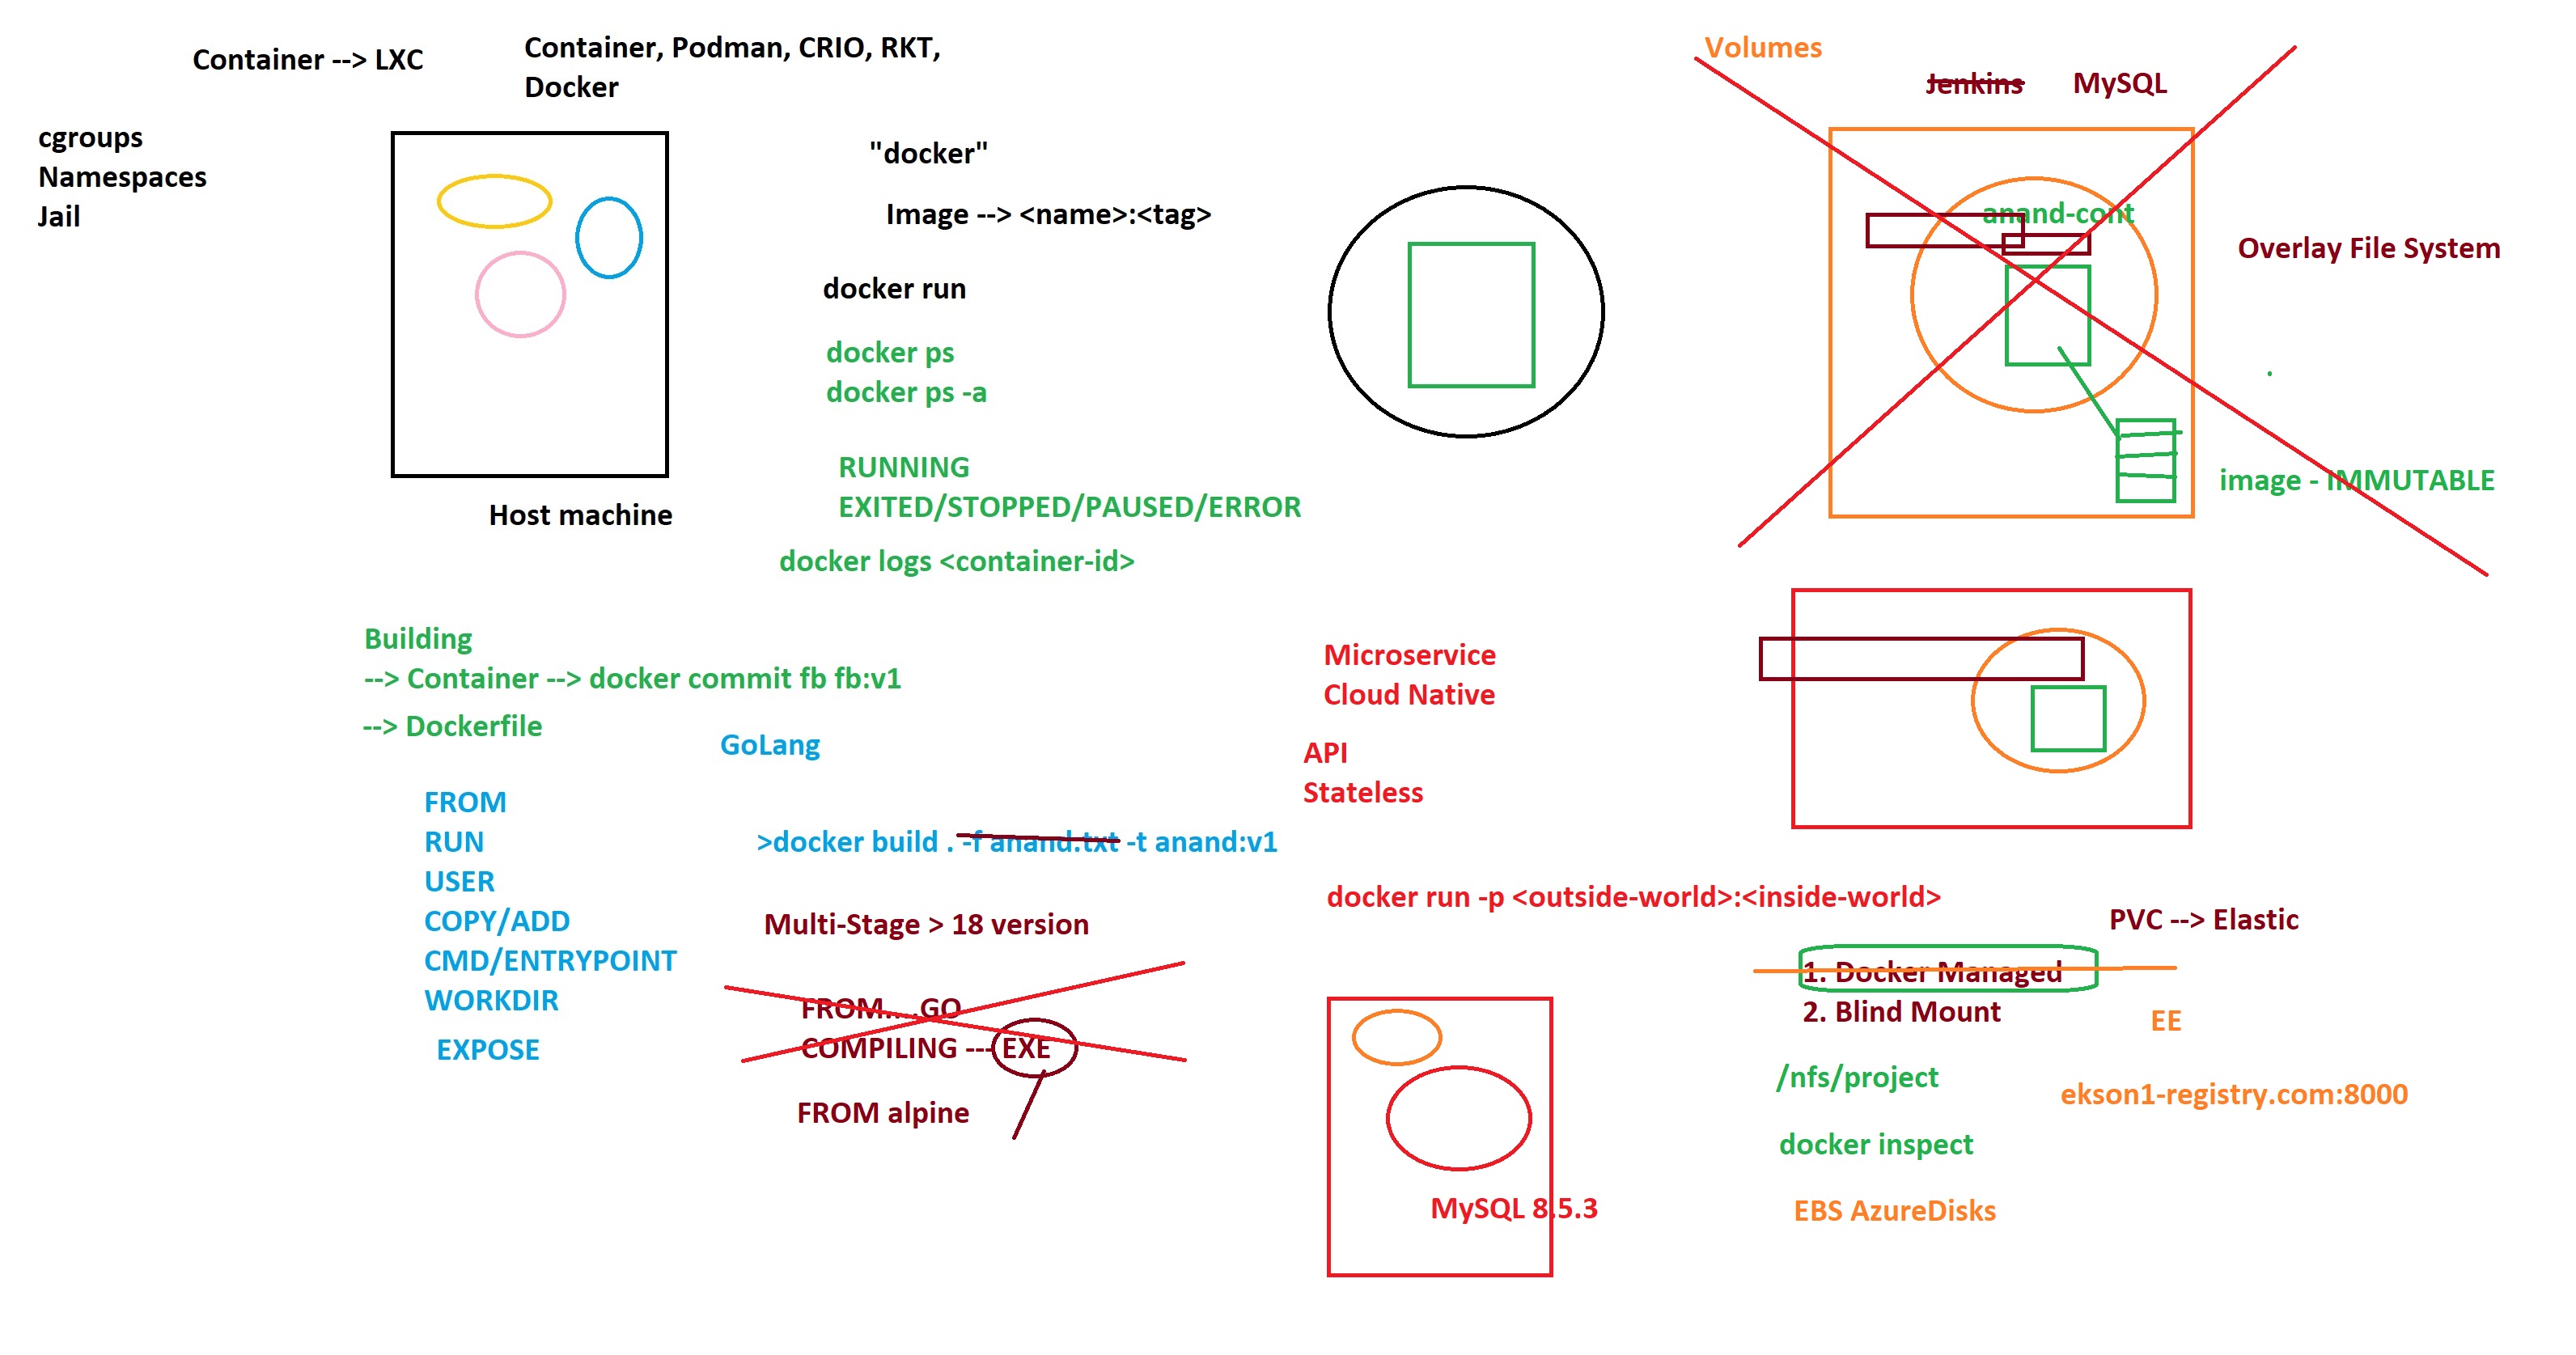 Container --> LXC
Container, Podman, CRIO, RKT,
Docker
cgroups
Namespaces
Jail
Host machine
"docker"
Image --> <name>:<tag>
docker run
docker ps
docker ps -a
RUNNING
EXITED/STOPPED/PAUSED/ERROR
docker logs <container-id>
Volumes
Jenkins
MySQL
anand-cont
Overlay File System
image - IMMUTABLE
Building
--> Container --> docker commit fb fb:v1
--> Dockerfile
GoLang
FROM
RUN
USER
COPY/ADD
CMD/ENTRYPOINT
WORKDIR
EXPOSE
>docker build . -f anand.txt -t anand:v1
Multi-Stage > 18 version
FROM....GO
COMPILING --- EXE
FROM alpine
Microservice
Cloud Native
API
Stateless
docker run -p <outside-world>:<inside-world>
MySQL 8.5.3
PVC --> Elastic
1. Docker Managed
2. Blind Mount
EE
/nfs/project
ekson1-registry.com:8000
docker inspect
EBS AzureDisks